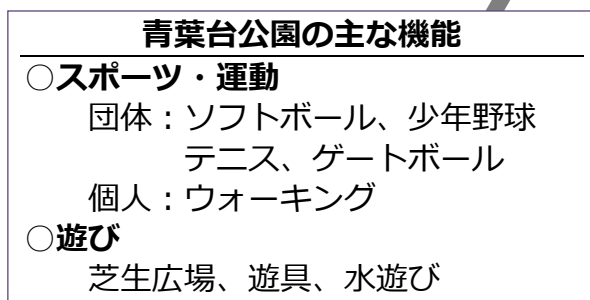 青葉台公園の主な機能
○スポーツ・運動
団体：ソフトボール、少年野球
テニス、ゲートボール
個人：ウォーキング
○遊び
芝生広場、遊具、水遊び